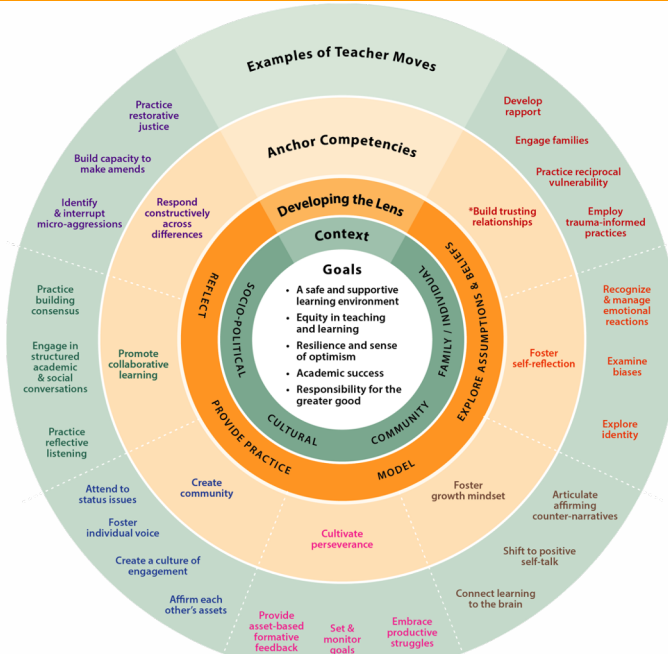 Examples of Teacher Moves
Anchor Competencies
Developing the Lens
Context
Goals
• A safe and supportive
learning environment
• Equity in teaching
and learning
• Resilience and sense
of optimism
• Academic success
• Responsibility for the
greater good
SOCIO-POLITICAL
FAMILY / INDIVIDUAL
CULTURAL
COMMUNITY
REFLECT
EXPLORE ASSUMPTIONS & BELIEFS
PROVIDE PRACTICE
MODEL
*Build trusting
relationships
Develop
rapport
Engage families
Practice reciprocal
vulnerability
Employ
trauma-informed
practices
Foster
self-reflection
Recognize
& manage
emotional
reactions
Examine
biases
Explore
identity
Foster
growth mindset
Articulate
affirming
counter-narratives
Shift to positive
self-talk
Connect learning
to the brain
Cultivate
perseverance
Embrace
productive
struggles
Set &
monitor
goals
Provide
asset-based
formative
feedback
Create
community
Affirm each
other's assets
Create a culture of
engagement
Foster
individual voice
Attend to
status issues
Promote
collaborative
learning
Practice
reflective
listening
Engage in
structured
academic
& social
conversations
Practice
building
consensus
Respond
constructively
across
differences
Identify
& interrupt
micro-aggressions
Build capacity to
make amends
Practice
restorative
justice